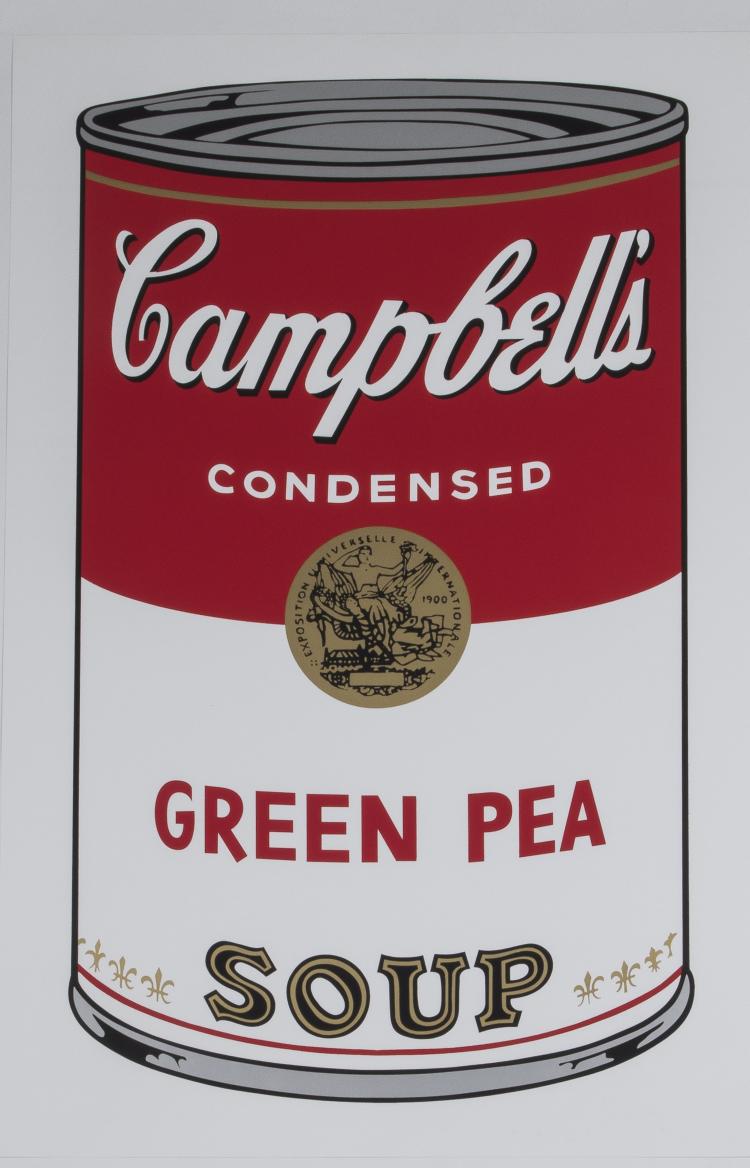 Campbell's
CONDENSED
EXPOSITION UNIVERSELLE INTERNATIONALE
1900
GREEN PEA
SOUP